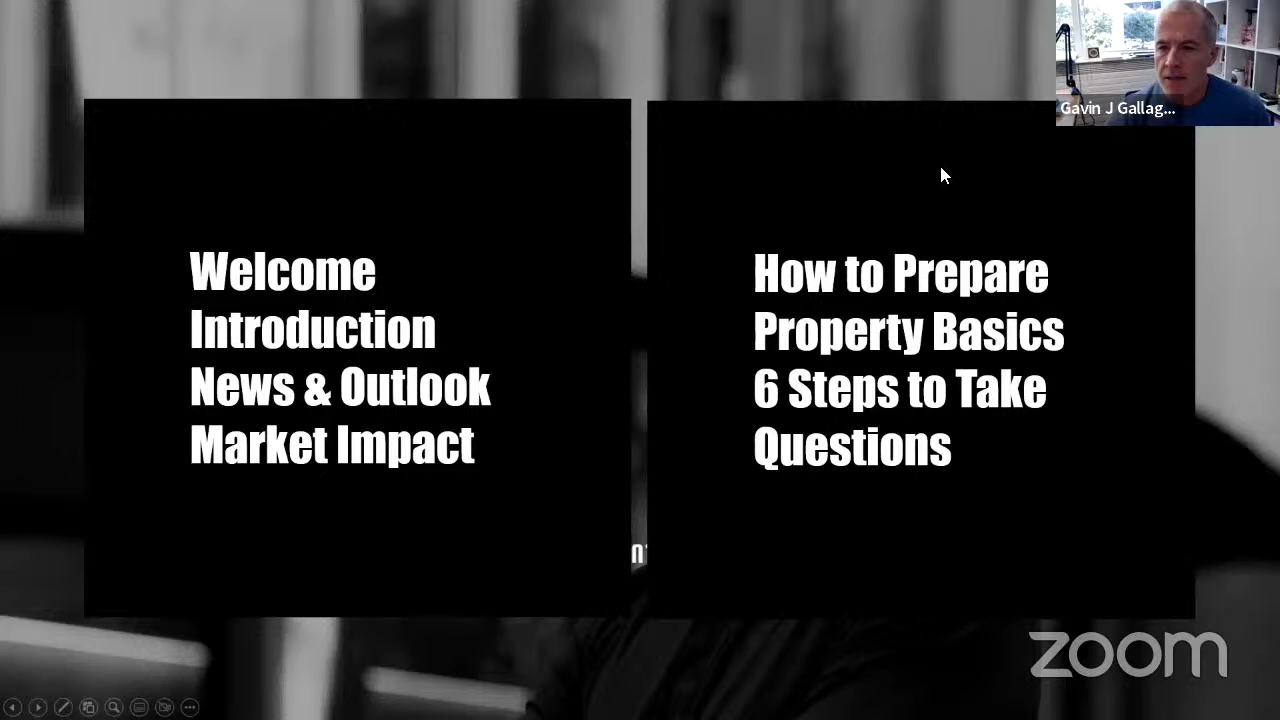 Welcome
Introduction
News & Outlook
Market Impact
How to Prepare
Property Basics
6 Steps to Take
Questions
Gavin J Gallag...
zoom